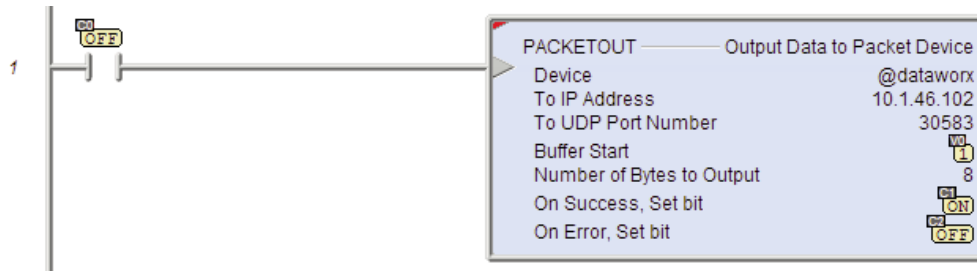 C0
OFF
1
PACKETOUT Output Data to Packet Device
Device @dataworx
To IP Address 10.1.46.102
To UDP Port Number 30583
Buffer Start V0 1
Number of Bytes to Output 8
On Success, Set bit C1 ON
On Error, Set bit C2 OFF